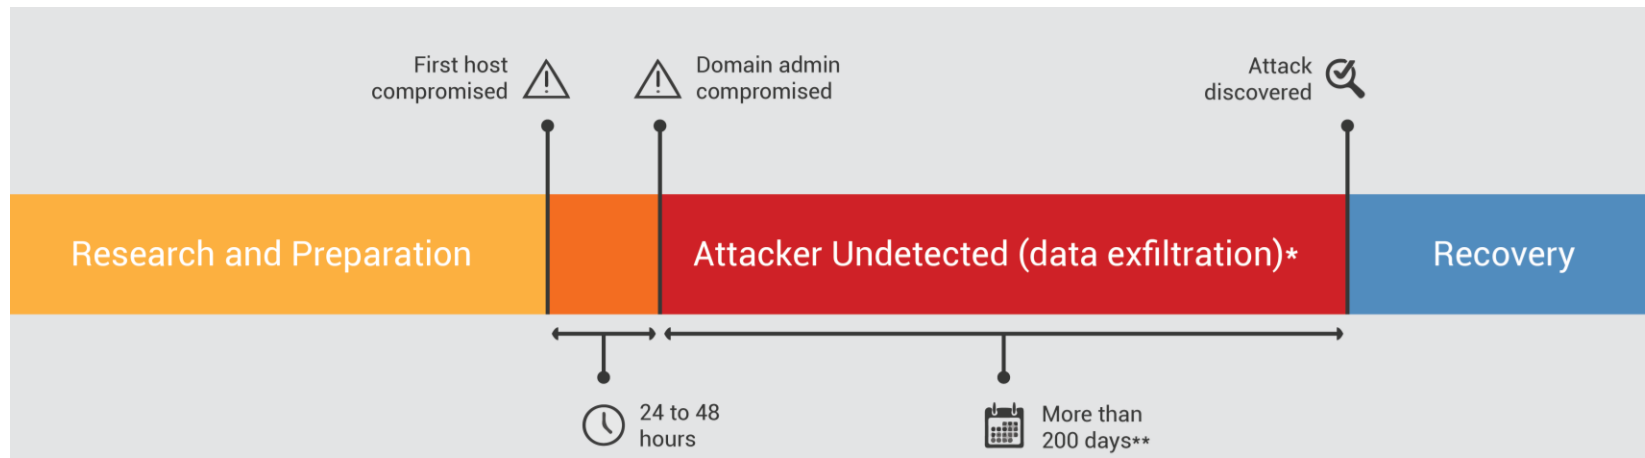 First host
compromised
Domain admin
compromised
Attack
discovered
Research and Preparation
Attacker Undetected (data exfiltration)*
Recovery
24 to 48
hours
More than
200 days**